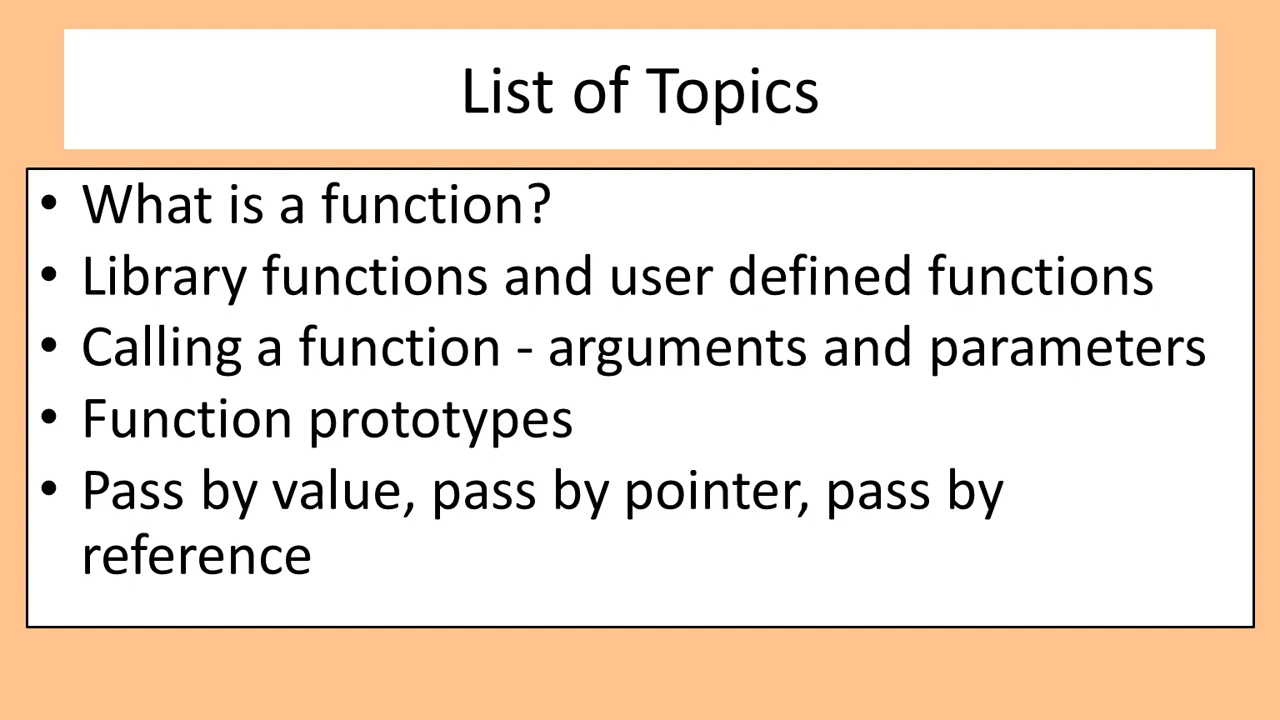 List of Topics
• What is a function?
• Library functions and user defined functions
• Calling a function - arguments and parameters
• Function prototypes
• Pass by value, pass by pointer, pass by
reference